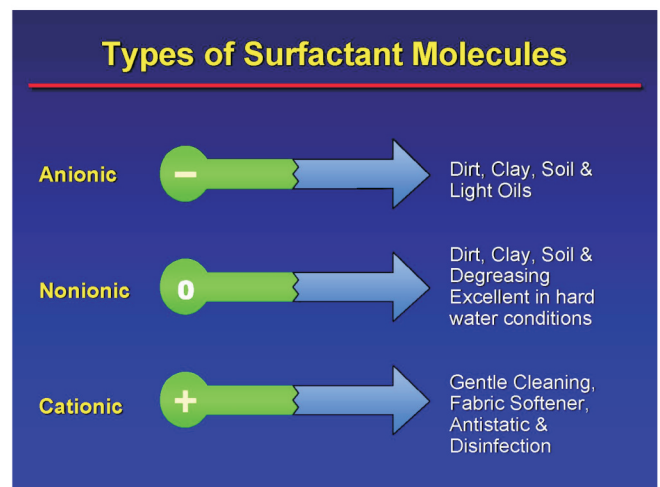 Types of Surfactant Molecules
Anionic
−
Dirt, Clay, Soil &
Light Oils
Nonionic
0
Dirt, Clay, Soil &
Degreasing
Excellent in hard
water conditions
Cationic
+
Gentle Cleaning,
Fabric Softener,
Antistatic &
Disinfection